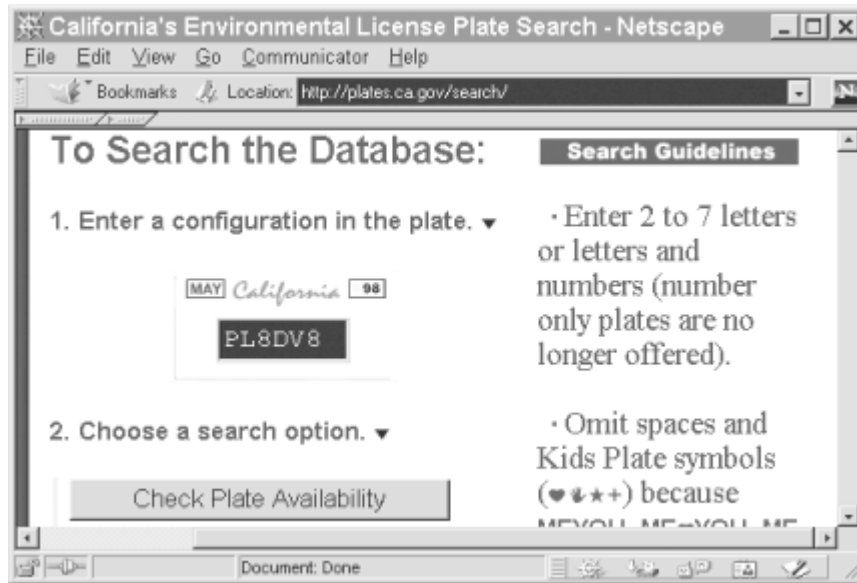 California's Environmental License Plate Search - Netscape
File Edit View Go Communicator Help
Bookmarks Location: http://plates.ca.gov/search/
To Search the Database:
1. Enter a configuration in the plate.
MAY California 98
PL8DV8
2. Choose a search option.
Check Plate Availability
Search Guidelines
· Enter 2 to 7 letters
or letters and
numbers (number
only plates are no
longer offered).
· Omit spaces and
Kids Plate symbols
(♥✋★+) because
Document: Done